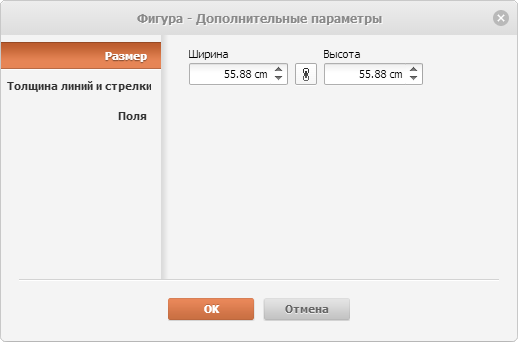 Фигура - Дополнительные параметры
Размер
Толщина линий и стрелки
Поля
Ширина
Высота
55.88 cm
55.88 cm
OK
Отмена